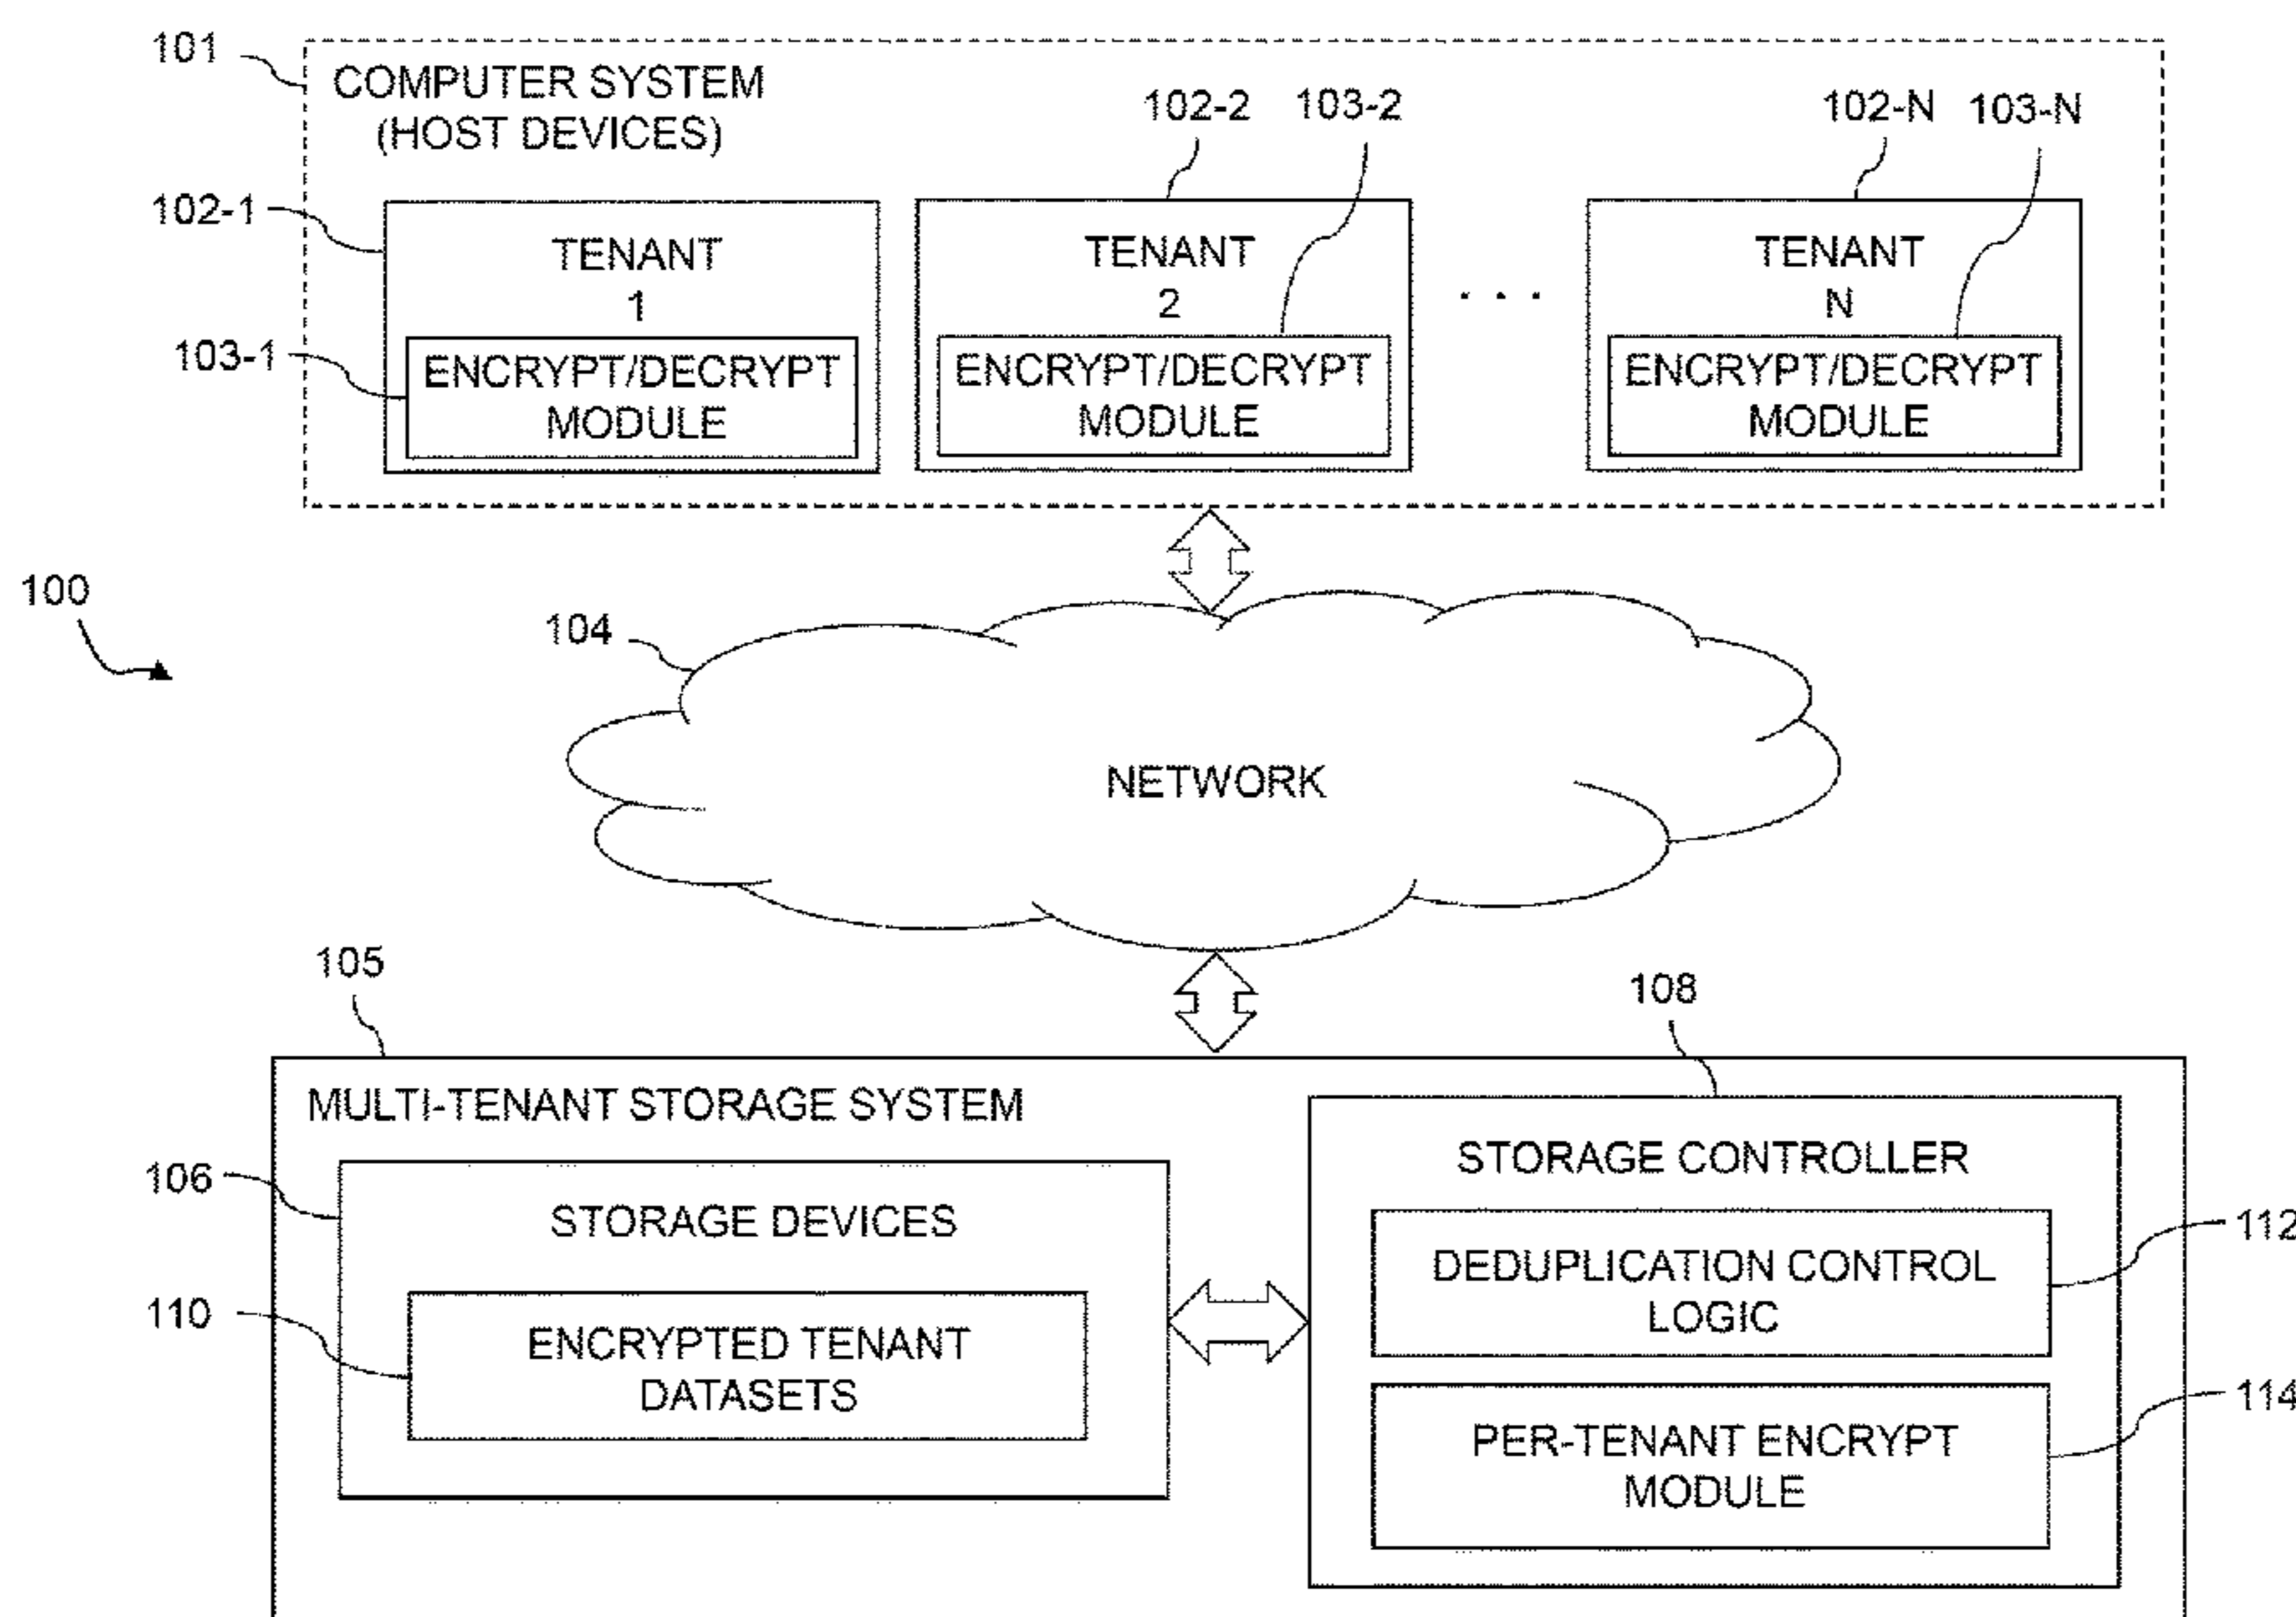 101
COMPUTER SYSTEM
(HOST DEVICES)
102-2
103-2
102-N
103-N
102-1
TENANT
1
TENANT
2
. . .
TENANT
N
103-1
ENCRYPT/DECRYPT
MODULE
ENCRYPT/DECRYPT
MODULE
ENCRYPT/DECRYPT
MODULE
100
104
NETWORK
105
108
MULTI-TENANT STORAGE SYSTEM
106
STORAGE DEVICES
110
ENCRYPTED TENANT
DATASETS
STORAGE CONTROLLER
112
DEDUPLICATION CONTROL
LOGIC
114
PER-TENANT ENCRYPT
MODULE